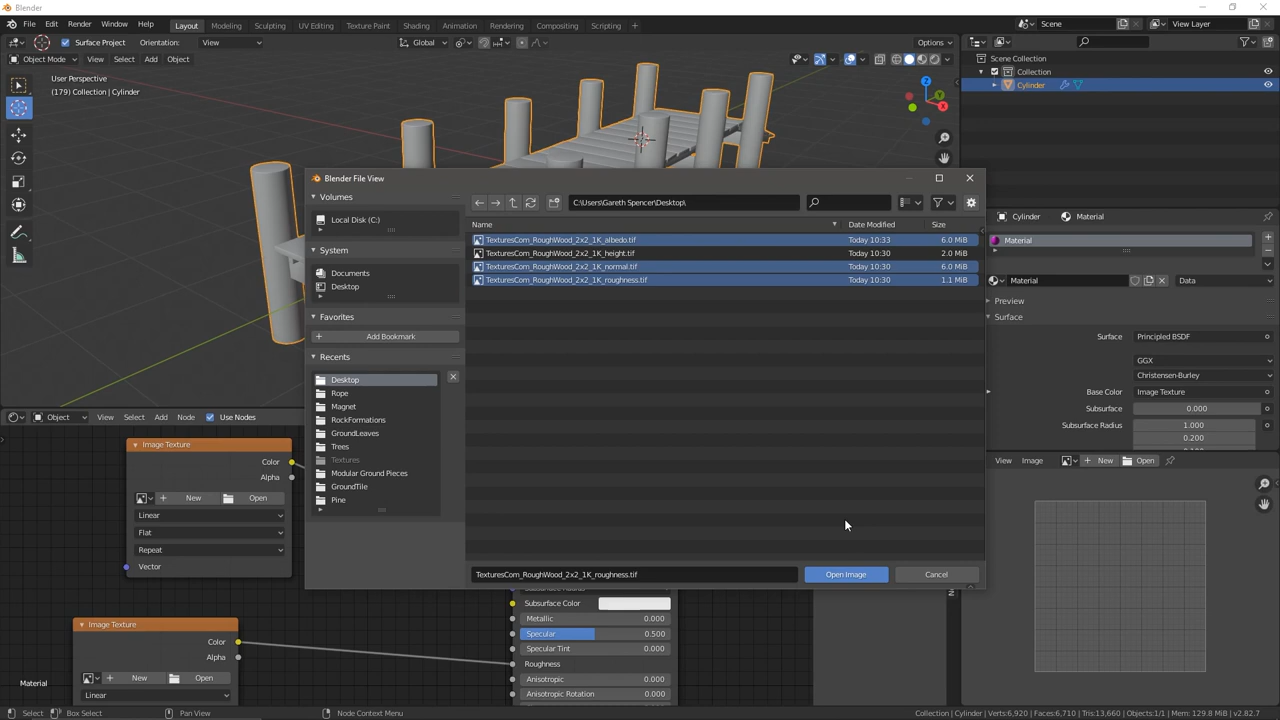 Blender
File Edit Render Window Help Layout Modeling Sculpting UV Editing Texture Paint Shading Animation Rendering Compositing Scripting Scene View Layer
Surface Project Orientation: View Global Options
Object Mode View Select Add Object
User Perspective
(179) Collection | Cylinder
Z
Y
X
Scene Collection
Collection
Cylinder
Blender File View
Volumes
Local Disk (C:)
System
Documents
Desktop
Favorites
Add Bookmark
Recents
Desktop
Rope
Magnet
RockFormations
GroundLeaves
Trees
Textures
Modular Ground Pieces
GroundTile
Pine
C:\Users\Gareth Spencer\Desktop\
Name Date Modified Size
TexturesCom_RoughWood_2x2_1K_albedo.tif Today 10:33 6.0 MiB
TexturesCom_RoughWood_2x2_1K_height.tif Today 10:30 2.0 MiB
TexturesCom_RoughWood_2x2_1K_normal.tif Today 10:30 6.0 MiB
TexturesCom_RoughWood_2x2_1K_roughness.tif Today 10:30 1.1 MiB
TexturesCom_RoughWood_2x2_1K_roughness.tif Open Image Cancel
Cylinder Material
Material
Material Data
Preview
Surface
Surface Principled BSDF
GGX
Christensen-Burley
Base Color Image Texture
Subsurface 0.000
Subsurface Radius 1.000
0.200
0.100
View Image New Open
Object View Select Add Node Use Nodes
Image Texture
Color
Alpha
New Open
Linear
Flat
Repeat
Vector
Image Texture
Color
Alpha
New Open
Linear
Subsurface Color
Metallic 0.000
Specular 0.500
Specular Tint 0.000
Roughness
Anisotropic 0.000
Anisotropic Rotation 0.000
Material
Select Box Select Pan View Node Context Menu Collection | Cylinder | Verts:6,920 | Faces:6,710 | Tris:13,660 | Objects:1/1 | Mem: 129.8 MiB | v2.82.7